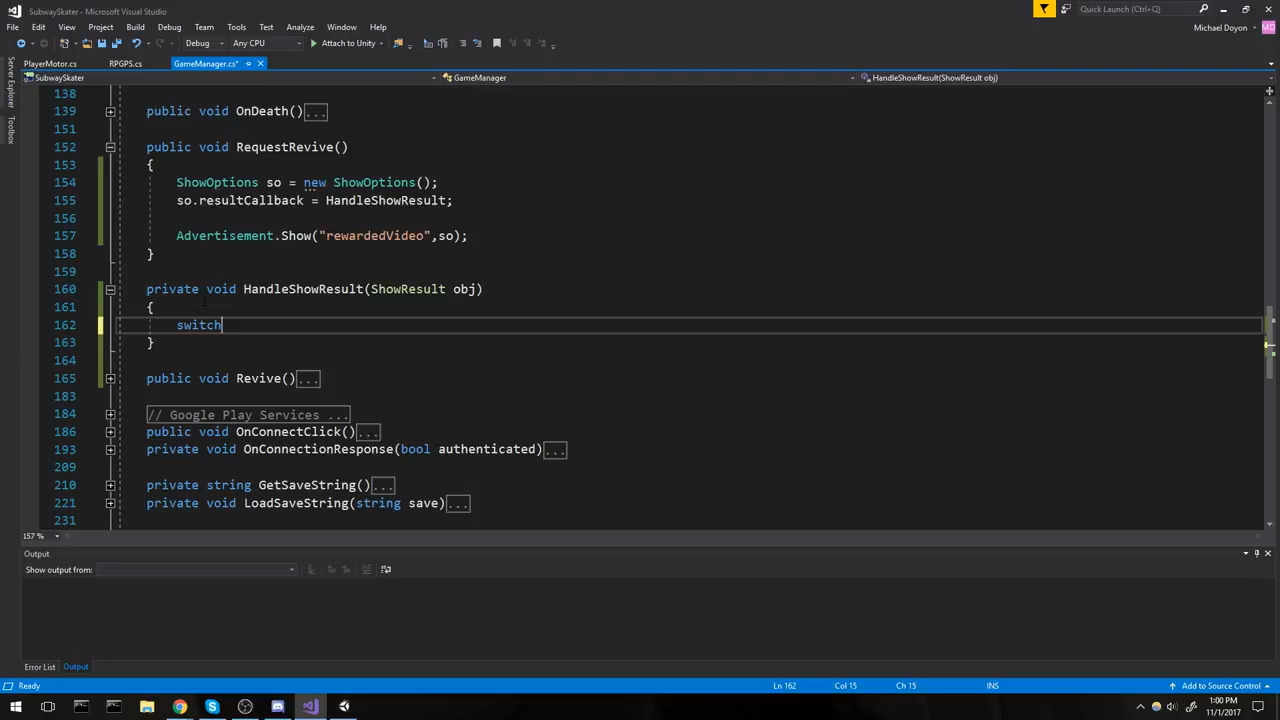 SubwaySkater - Microsoft Visual Studio
Quick Launch (Ctrl+Q)
File Edit View Project Build Debug Team Tools Test Analyze Window Help
Michael Doyon
MD
Debug Any CPU Attach to Unity
PlayerMotor.cs RPGPS.cs GameManager.cs*
SubwaySkater GameManager HandleShowResult(ShowResult obj)
Server Explorer
Toolbox
138
139 public void OnDeath()...
151
152 public void RequestRevive()
153 {
154 ShowOptions so = new ShowOptions();
155 so.resultCallback = HandleShowResult;
156
157 Advertisement.Show("rewardedVideo",so);
158 }
159
160 private void HandleShowResult(ShowResult obj)
161 {
162 switch
163 }
164
165 public void Revive()...
183
184 // Google Play Services ...
186 public void OnConnectClick()...
193 private void OnConnectionResponse(bool authenticated)...
209
210 private string GetSaveString()...
221 private void LoadSaveString(string save)...
231
157 %
Output
Show output from:
Error List Output
Ready Ln 162 Col 15 Ch 15 INS Add to Source Control
1:00 PM
11/1/2017